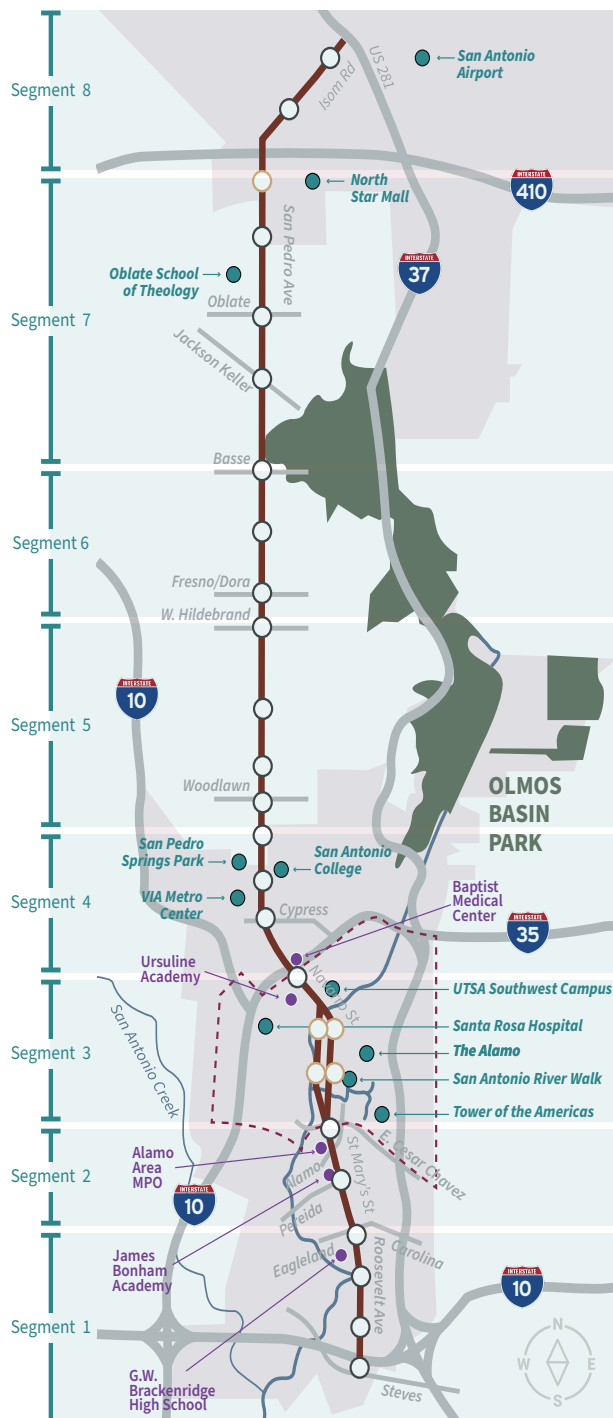 Segment 8
Isom Rd
US 281
San Antonio
Airport
INTERSTATE
410
North
Star Mall
San Pedro Ave
INTERSTATE
37
Oblate School
of Theology
Oblate
Segment 7
Jackson Keller
Basse
Segment 6
Fresno/Dora
W. Hildebrand
INTERSTATE
10
Segment 5
Woodlawn
OLMOS
BASIN
PARK
San Pedro
Springs Park
San Antonio
College
VIA Metro
Center
Segment 4
Cypress
Baptist
Medical
Center
INTERSTATE
35
Ursuline
Academy
Navarro St
UTSA Southwest Campus
San Antonio Creek
Santa Rosa Hospital
Segment 3
The Alamo
San Antonio River Walk
Tower of the Americas
Alamo
Area
MPO
E. Cesar Chavez
St Mary's St
Alamo
Segment 2
INTERSTATE
10
Pereida
James
Bonham
Academy
Eagleland
Carolina
Roosevelt Ave
INTERSTATE
10
Segment 1
G.W.
Brackenridge
High School
Steves
N
W
E
S